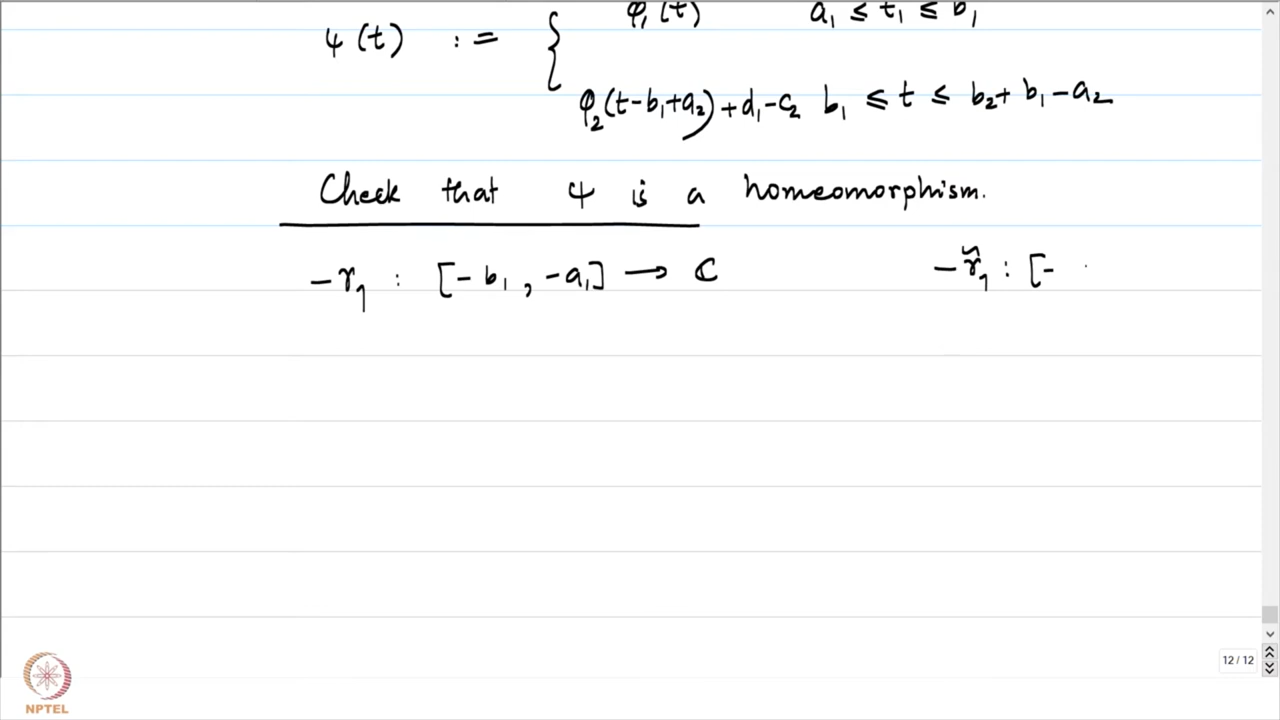 φ₁(t) a₁ ≤ t₁ ≤ b₁
ψ(t) := {
φ₂(t-b₁+a₂)+d₁-c₂ b₁ ≤ t ≤ b₂+b₁-a₂
Check that ψ is a homeomorphism.
-γ₁ : [-b₁, -a₁] → ℂ -γ̃₁ : [-
12 / 12
NPTEL